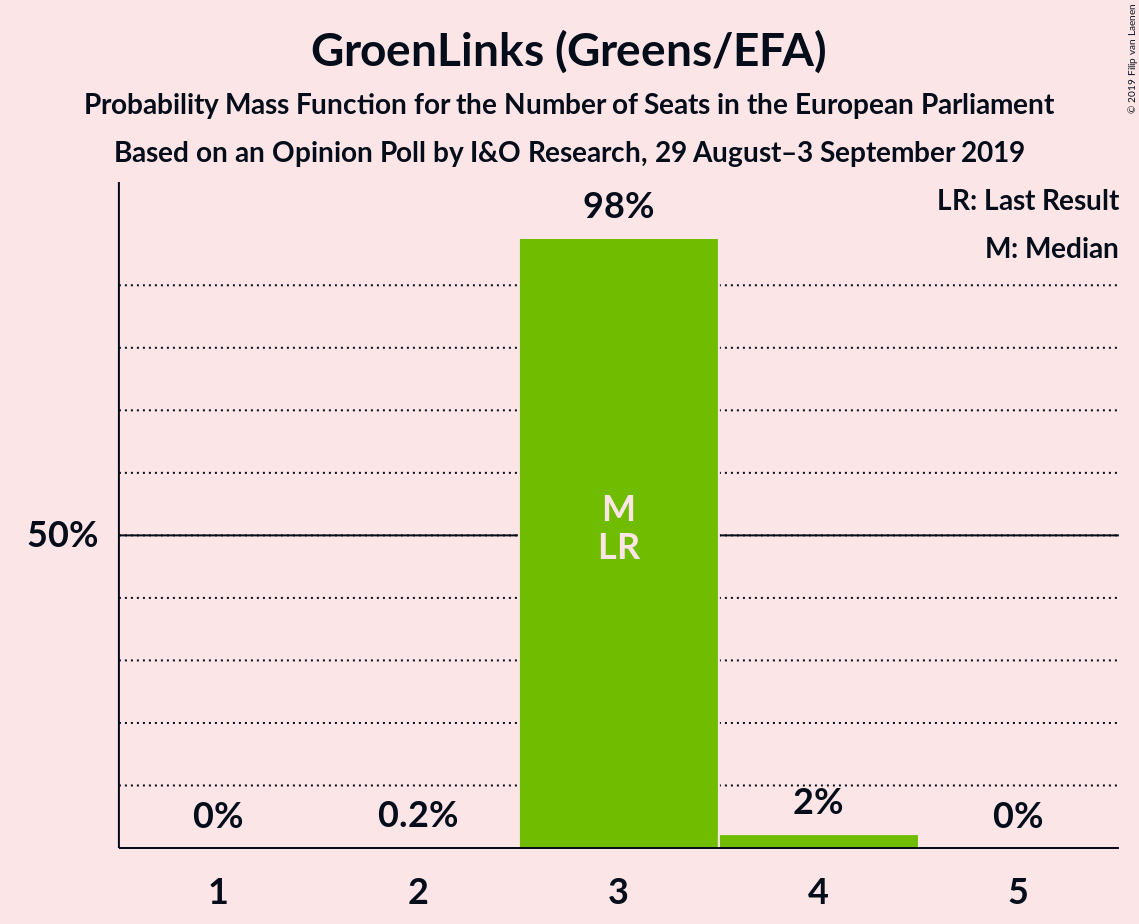 GroenLinks (Greens/EFA)
Probability Mass Function for the Number of Seats in the European Parliament
Based on an Opinion Poll by I&O Research, 29 August–3 September 2019
© 2019 Filip van Laenen
LR: Last Result
M: Median
98%
M
LR
50%
0%
0.2%
2%
0%
1
2
3
4
5